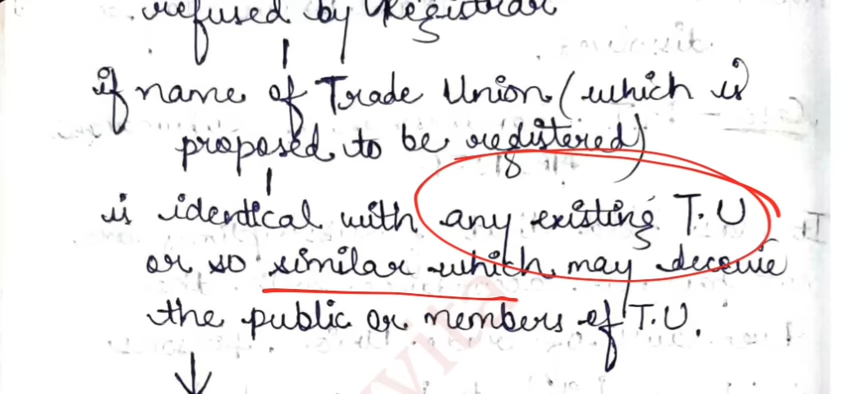 refused by Registrar
if name of Trade Union (which is
proposed to be registered)
is identical with any existing T.U
or so similar which may deceive
the public or members of T.U.